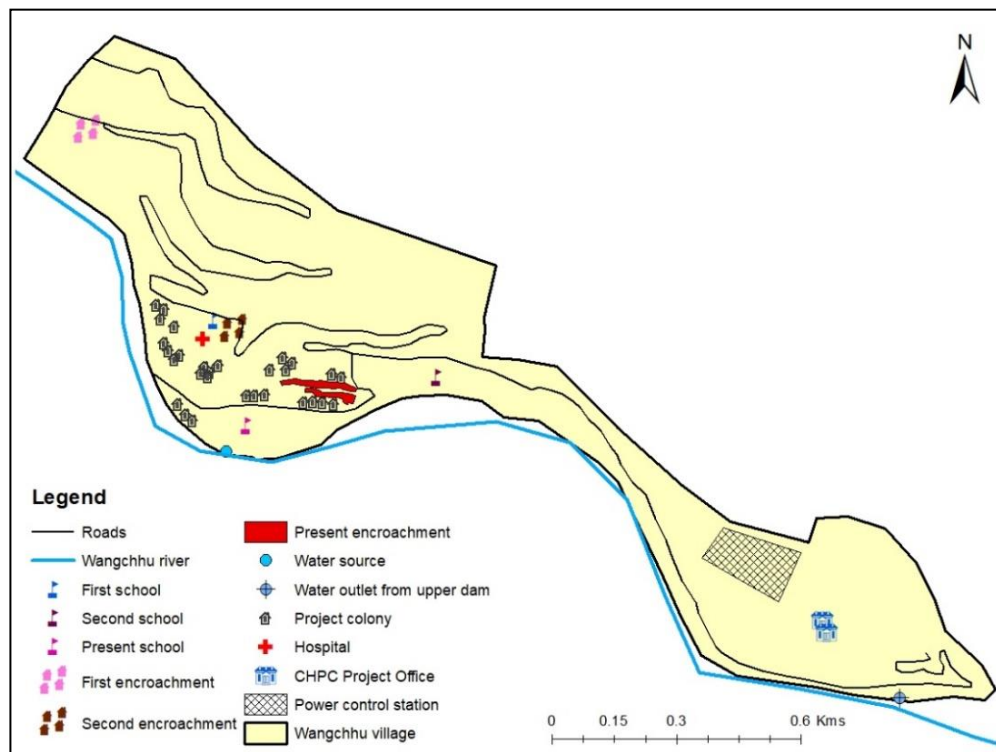 N
Legend
Roads
Wangchhu river
First school
Second school
Present school
First encroachment
Second encroachment
Present encroachment
Water source
Water outlet from upper dam
Project colony
Hospital
CHPC Project Office
Power control station
Wangchhu village
0 0.15 0.3 0.6 Kms